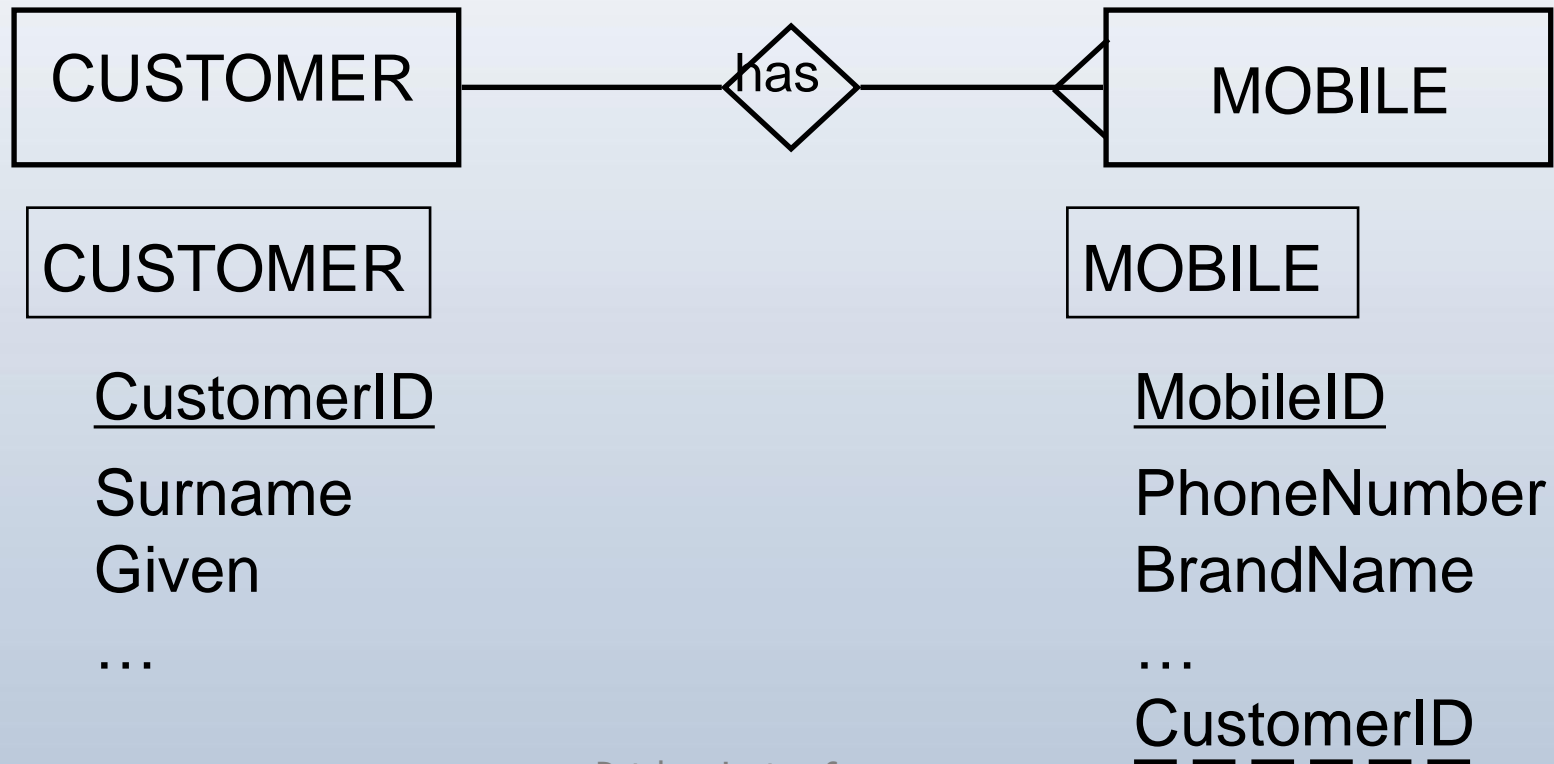 CUSTOMER
has
MOBILE
CUSTOMER
MOBILE
CustomerID
Surname
Given
…
MobileID
PhoneNumber
BrandName
…
CustomerID